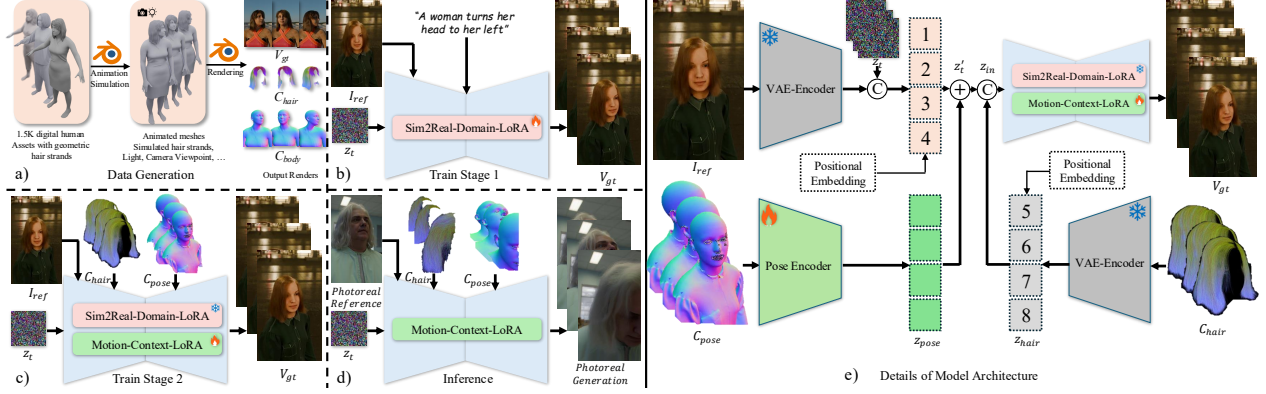 Animation
Simulation
Rendering
V_gt
C_hair
C_body
1.5K digital human
Assets with geometric
hair strands
Animated meshes
Simulated hair strands,
Light, Camera Viewpoint, …
Output Renders
a)
Data Generation
"A woman turns her
head to her left"
I_ref
Sim2Real-Domain-LoRA
z_t
V_gt
b)
Train Stage 1
I_ref
C_hair
C_pose
Sim2Real-Domain-LoRA
Motion-Context-LoRA
z_t
V_gt
c)
Train Stage 2
C_hair
C_pose
Photoreal
Reference
Motion-Context-LoRA
z_t
Photoreal
Generation
d)
Inference
I_ref
VAE-Encoder
z_t
C
1
2
3
4
Positional
Embedding
z_t′
+
z_in
C
Sim2Real-Domain-LoRA
Motion-Context-LoRA
V_gt
C_pose
Pose Encoder
z_pose
Positional
Embedding
5
6
7
8
z_hair
VAE-Encoder
C_hair
e)
Details of Model Architecture